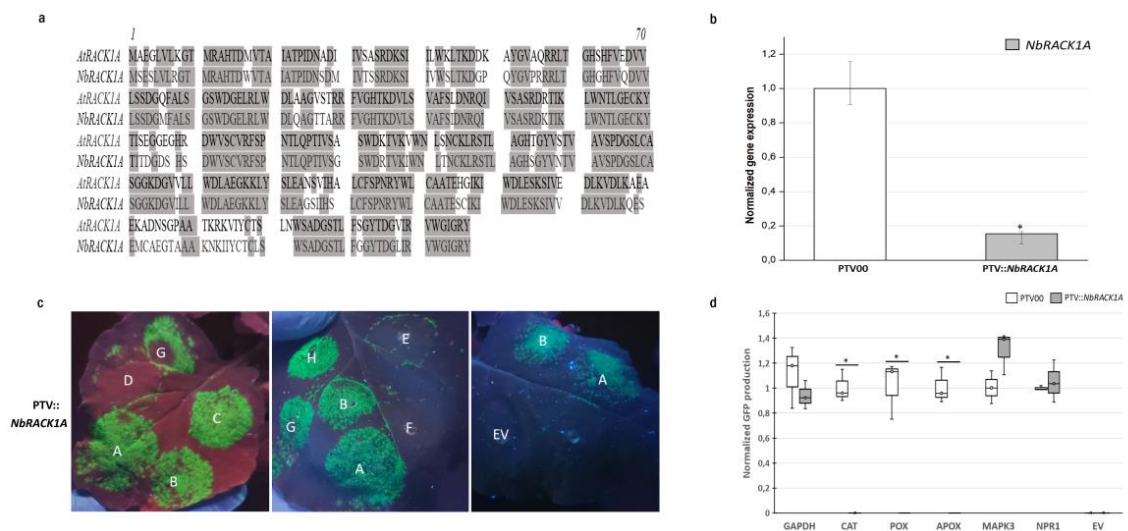 a
1 70
AtRACK1A MAEGLVLKGT MRAHTDMVTA IATPIDNADI IVSASRDKSI ILWKLTKDDK AYGVAQRRLT GHSHFVEDVV
NbRACK1A MSESLVLRGT MRAHTDWVTA IATPIDNSDM IVTSSRDKSI IVWSLTKDGP QYGVPRRRLT GHGHFVQDVV
AtRACK1A LSSDGQFALS GSWDGELRLW DLAAGVSTRR FVGHTKDVLS VAFSLDNRQI VSASRDRTIK LWNTLGECKY
NbRACK1A LSSDGMFALS GSWDGELRLW DLQAGTTARR FVGHTKDVLS VAFSIDNRQI VSASRDKTIK LWNTLGECKY
AtRACK1A TISEGGEGHR DWVSCVRFSP NTLQPTIVSA SWDKTVKVWN LSNCKLRSTL AGHTGYVSTV AVSPDGSLCA
NbRACK1A TITDGDS HS DWVSCVRFSP NTLQPTIVSG SWDRTVKIWN LTNCKLRSTL AGHSGYVNTV AVSPDGSLCA
AtRACK1A SGGKDGVVLL WDLAEGKKLY SLEANSVIHA LCFSPNRYWL CAATEHGIKI WDLESKSIVE DLKVDLKAEA
NbRACK1A SGGKDGVILL WDLAEGKKLY SLEAGSIIHS LCFSPNRYWL CAATESCIKI WDLESKSIVV DLKVDLKQES
AtRACK1A EKADNSGPAA TKRKVIYCTS LNWSADGSTL FSGYTDGVIR VWGIGRY
NbRACK1A EMCAEGTAAA KNKIIYCTCLS WSADGSTL FGGYTDGLIR VWGIGRY
b
NbRACK1A
Normalized gene expression
1,2
1,0
0,8
0,6
0,4
0,2
0,0
*
PTV00 PTV::NbRACK1A
c
PTV::
NbRACK1A
G
D
C
A
B
E
H
B
G
F
A
B
A
EV
d
PTV00 PTV::NbRACK1A
Normalized GFP production
1,6
1,4
1,2
1
0,8
0,6
0,4
0,2
0
* * *
GAPDH CAT POX APOX MAPK3 NPR1 EV